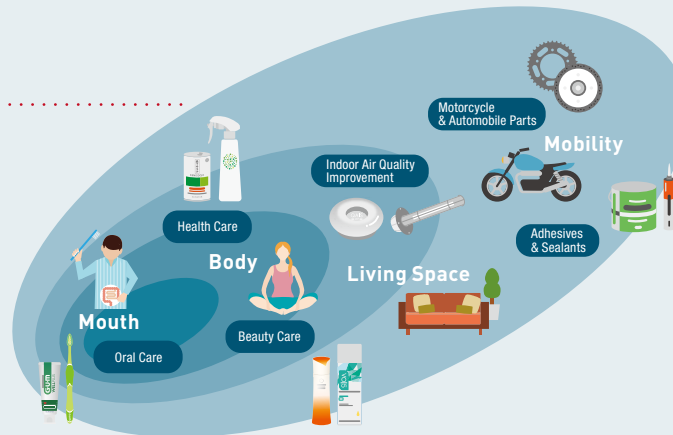 Motorcycle
& Automobile Parts
Mobility
Indoor Air Quality
Improvement
Health Care
Adhesives
& Sealants
Body
Living Space
Mouth
Beauty Care
Oral Care
GUM